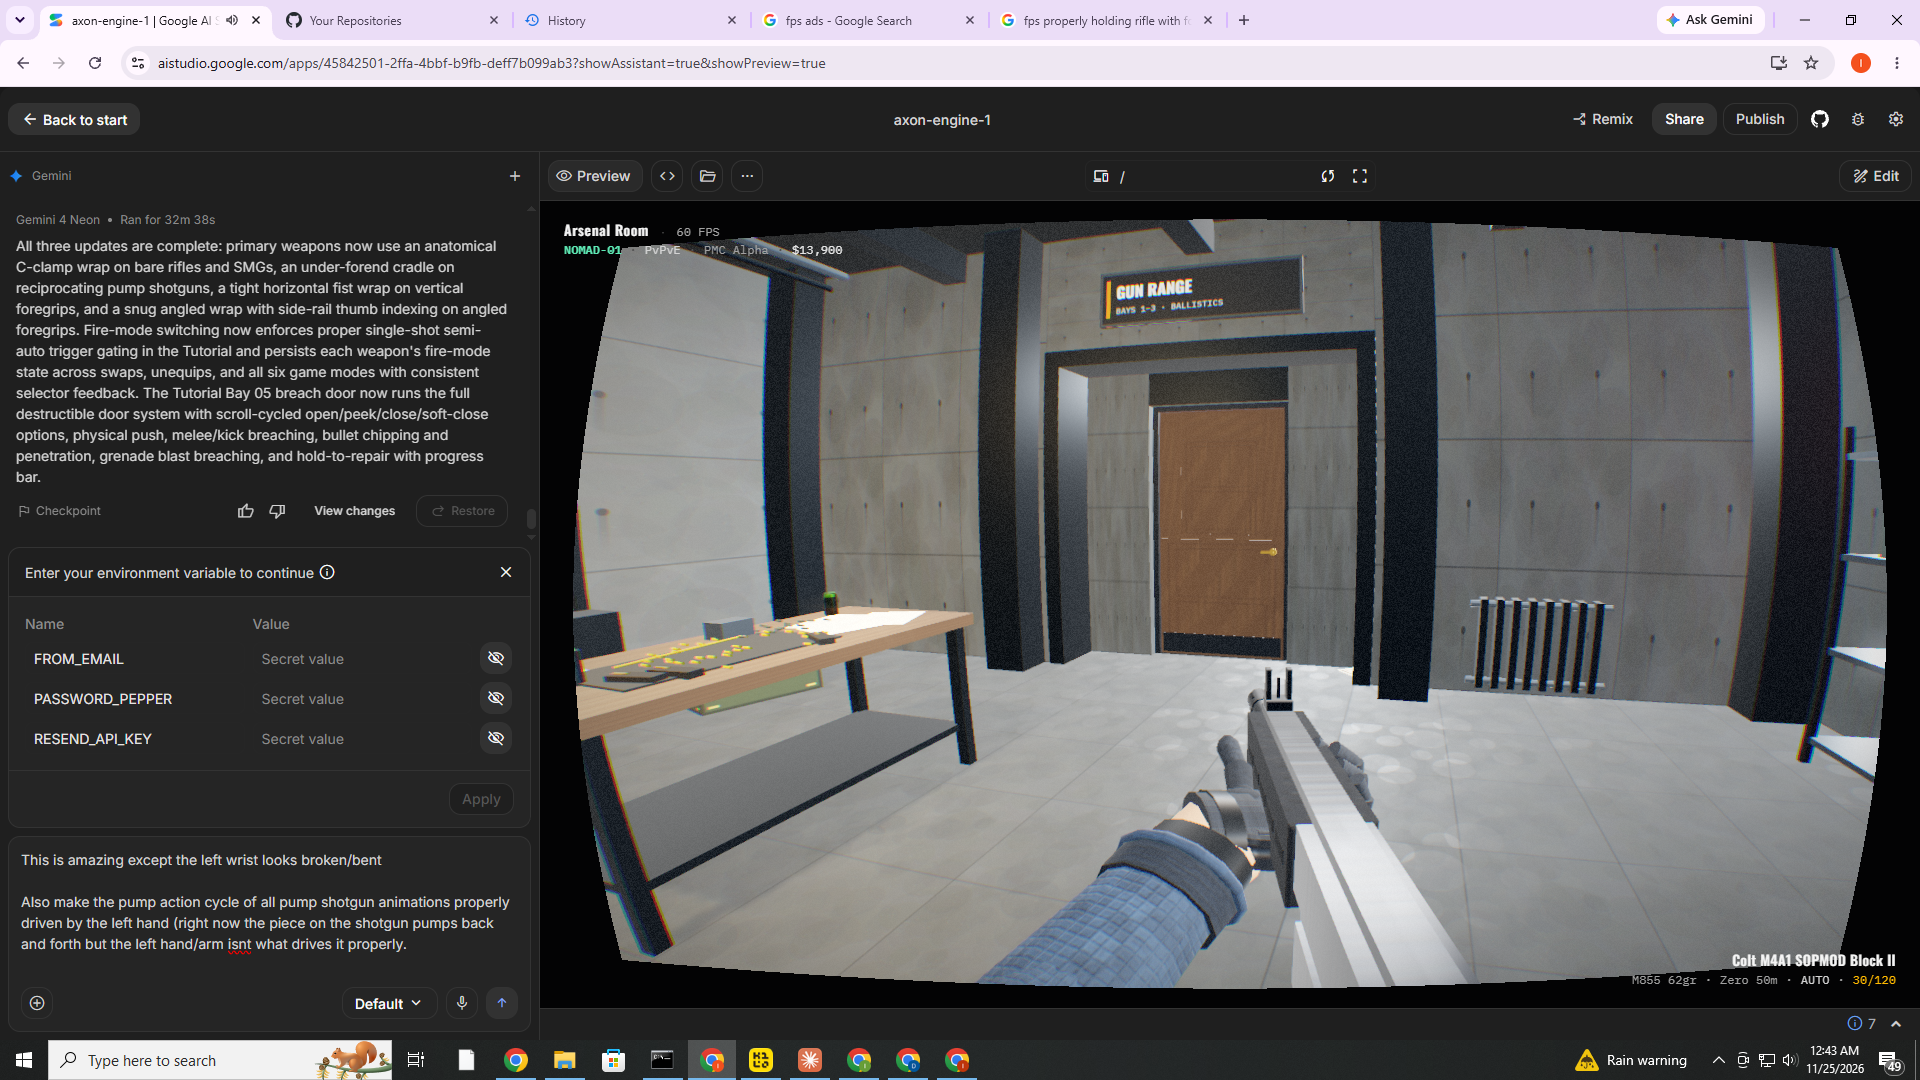 axon-engine-1 | Google AI S
Your Repositories
History
fps ads - Google Search
fps properly holding rifle with fo
Ask Gemini
aistudio.google.com/apps/45842501-2ffa-4bbf-b9fb-deff7b099ab3?showAssistant=true&showPreview=true
I
Back to start
axon-engine-1
Remix
Share
Publish
Gemini
Preview
/
Edit
Gemini 4 Neon • Ran for 32m 38s
All three updates are complete: primary weapons now use an anatomical
C-clamp wrap on bare rifles and SMGs, an under-forend cradle on
reciprocating pump shotguns, a tight horizontal fist wrap on vertical
foregrips, and a snug angled wrap with side-rail thumb indexing on angled
foregrips. Fire-mode switching now enforces proper single-shot semi-
auto trigger gating in the Tutorial and persists each weapon's fire-mode
state across swaps, unequips, and all six game modes with consistent
selector feedback. The Tutorial Bay 05 breach door now runs the full
destructible door system with scroll-cycled open/peek/close/soft-close
options, physical push, melee/kick breaching, bullet chipping and
penetration, grenade blast breaching, and hold-to-repair with progress
bar.
Checkpoint
View changes
Restore
Enter your environment variable to continue
Name Value
FROM_EMAIL Secret value
PASSWORD_PEPPER Secret value
RESEND_API_KEY Secret value
Apply
This is amazing except the left wrist looks broken/bent
Also make the pump action cycle of all pump shotgun animations properly
driven by the left hand (right now the piece on the shotgun pumps back
and forth but the left hand/arm isnt what drives it properly.
Default
Arsenal Room · 60 FPS
NOMAD-01 · PvPvE · PMC Alpha · $13,900
GUN RANGE
BAYS 1-3 · BALLISTICS
Colt M4A1 SOPMOD Block II
M855 62gr · Zero 50m · AUTO · 30/120
7
Type here to search
Rain warning
12:43 AM
11/25/2026
49